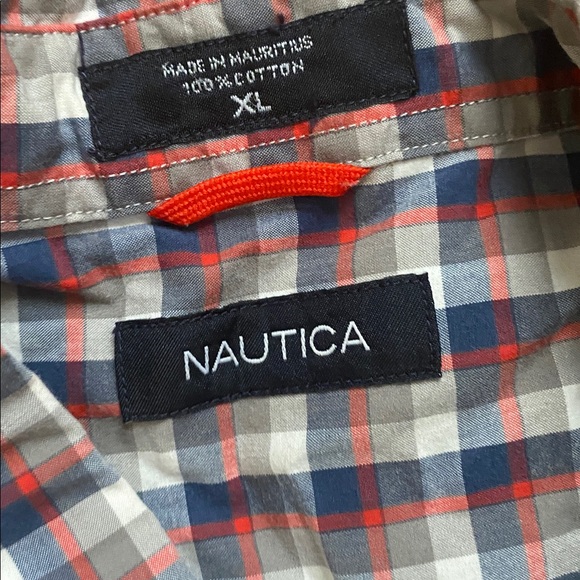 MADE IN MAURITIUS
100% COTTON
XL
NAUTICA